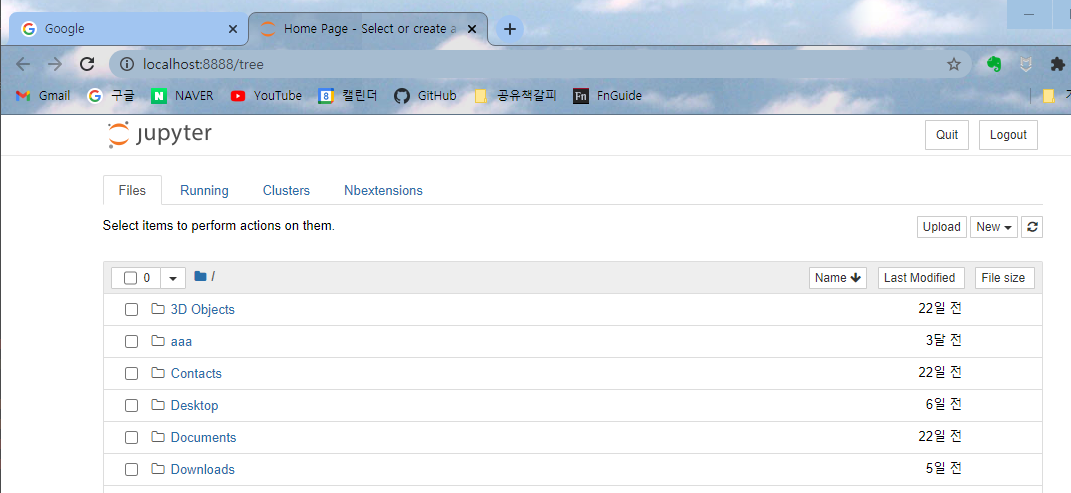 Google
Home Page - Select or create a
localhost:8888/tree
Gmail 구글 NAVER YouTube 8 캘린더 GitHub 공유책갈피 Fn FnGuide
jupyter Quit Logout
Files Running Clusters Nbextensions
Select items to perform actions on them. Upload New
0 / Name Last Modified File size
3D Objects 22일 전
aaa 3달 전
Contacts 22일 전
Desktop 6일 전
Documents 22일 전
Downloads 5일 전